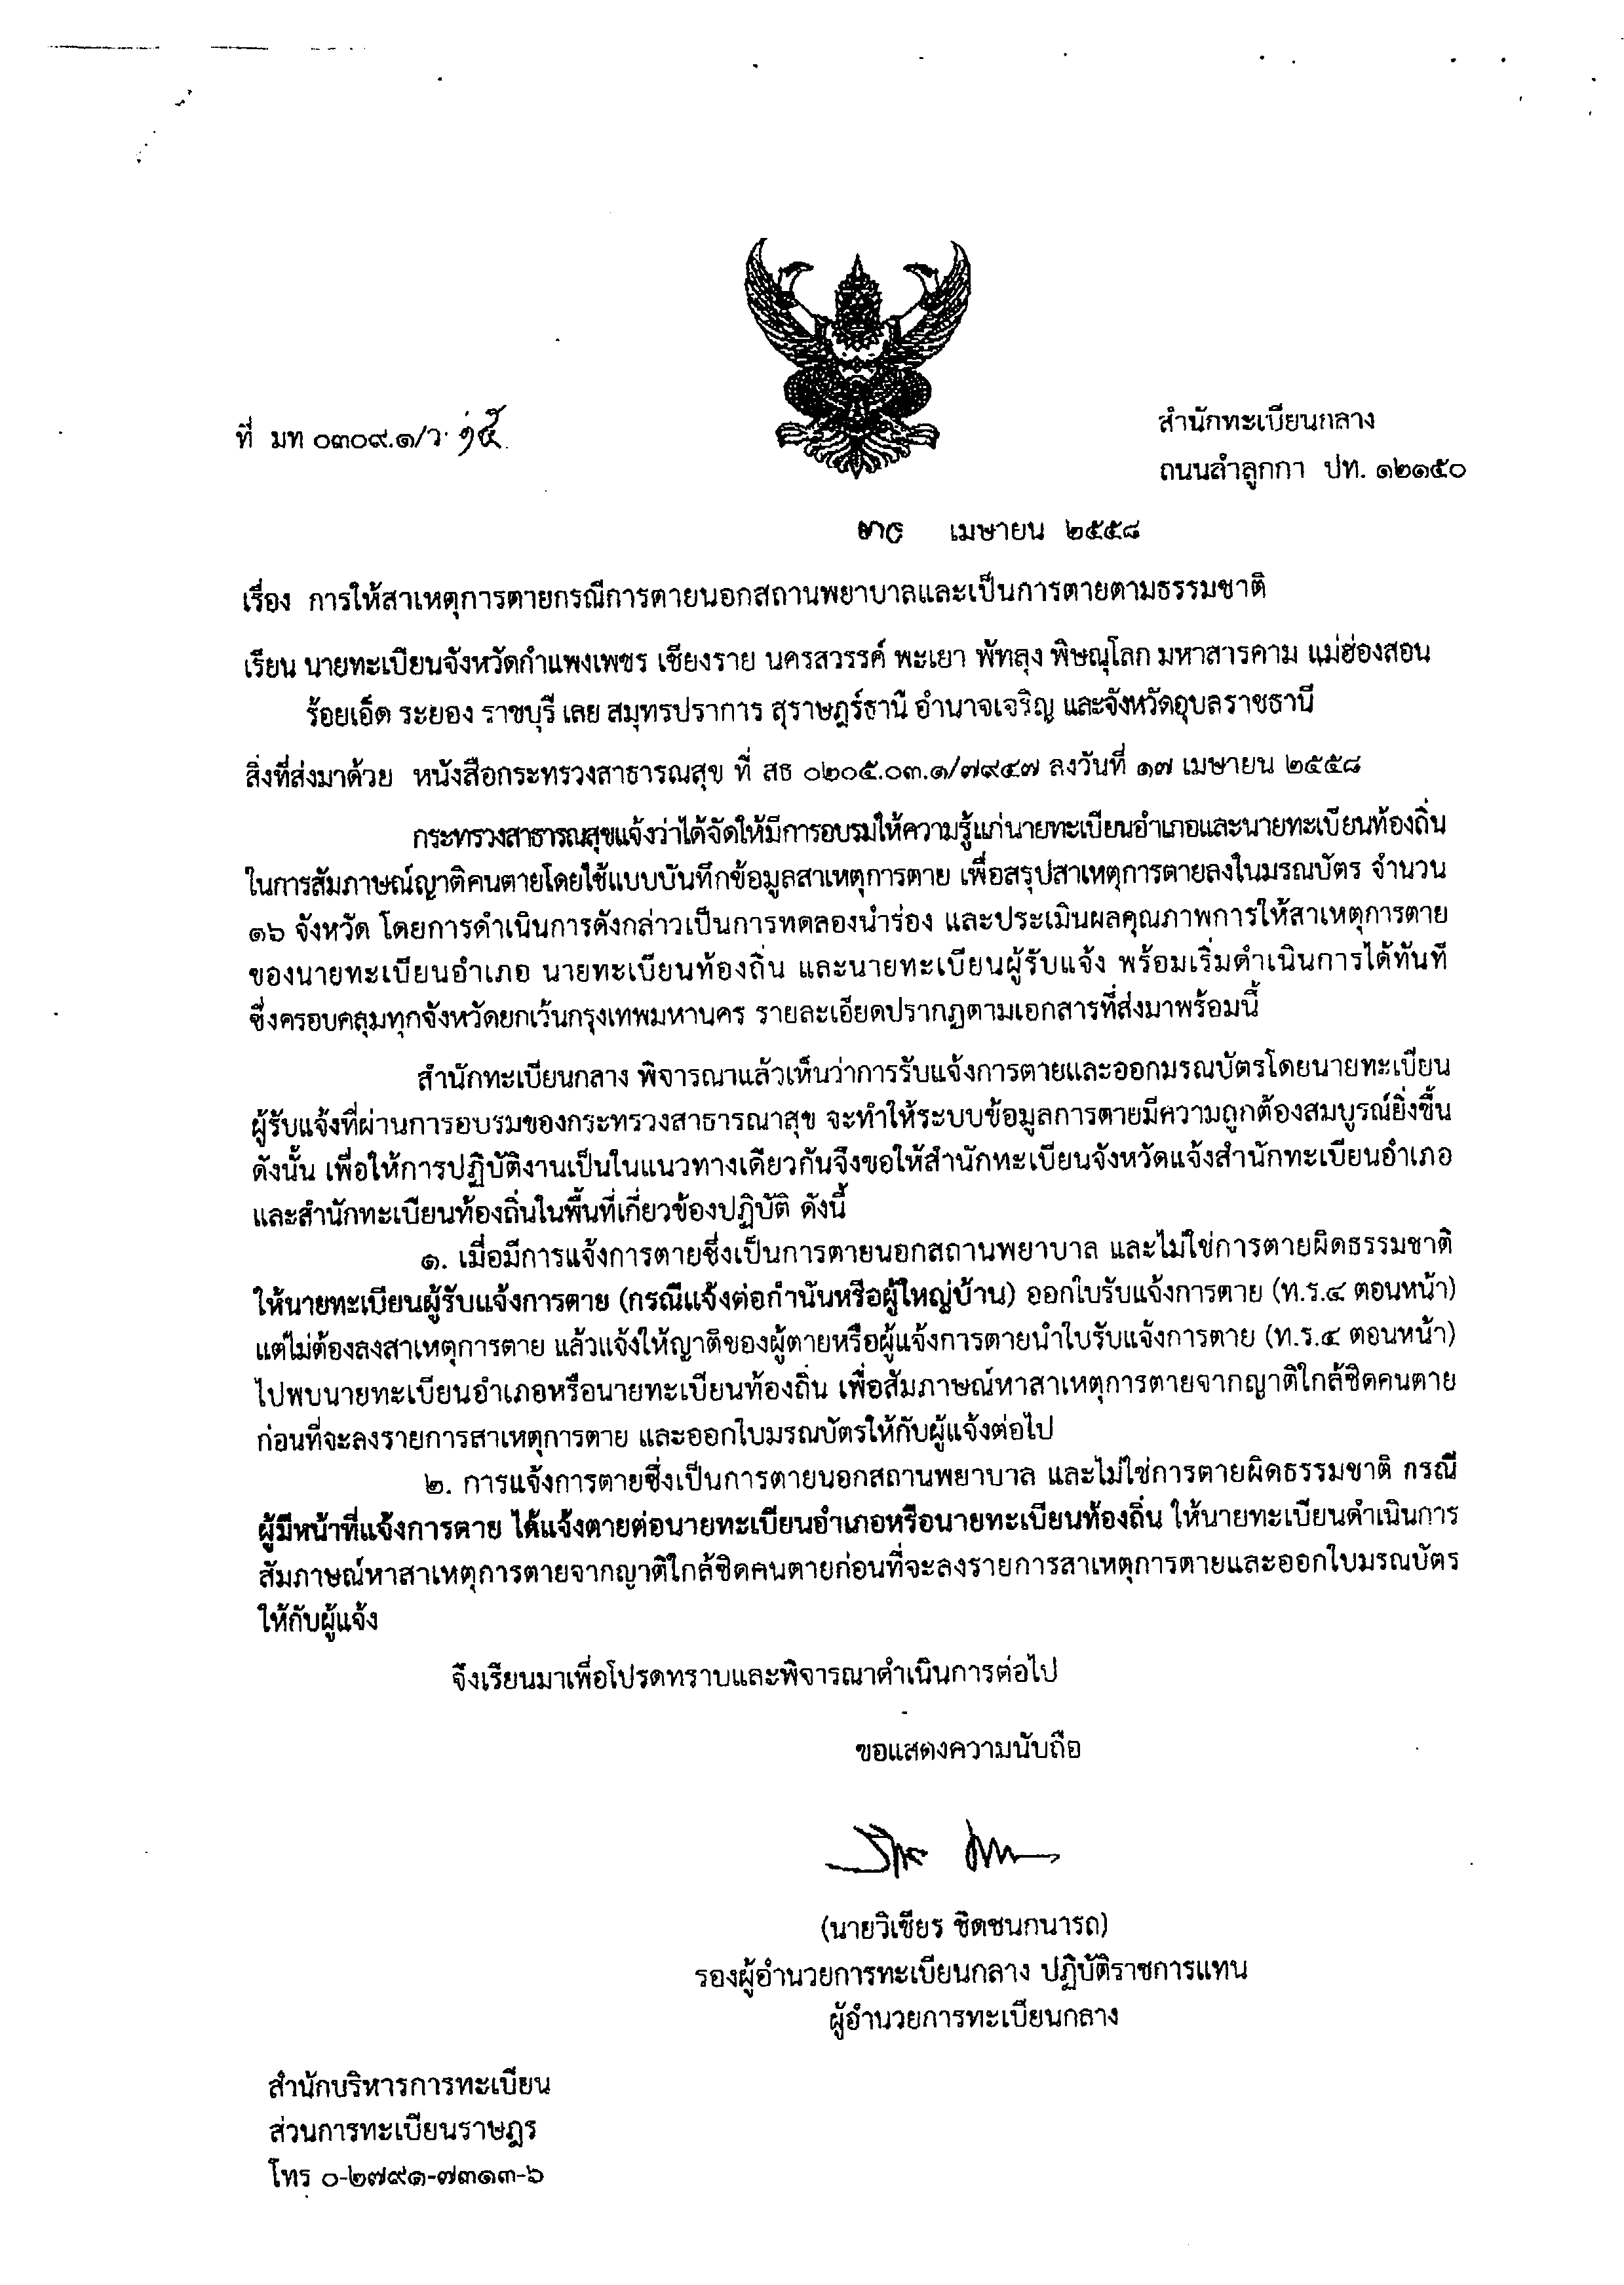 ที่ มท ๐๓๐๙.๑/ว ๑๕
สำนักทะเบียนกลาง
ถนนลำลูกกา ปท. ๑๒๑๕๐
๓๐ เมษายน ๒๕๕๘
เรื่อง การให้สาเหตุการตายกรณีการตายนอกสถานพยาบาลและเป็นการตายตามธรรมชาติ
เรียน นายทะเบียนจังหวัดกำแพงเพชร เชียงราย นครสวรรค์ พะเยา พัทลุง พิษณุโลก มหาสารคาม แม่ฮ่องสอน
ร้อยเอ็ด ระยอง ราชบุรี เลย สมุทรปราการ สุราษฎร์ธานี อำนาจเจริญ และจังหวัดอุบลราชธานี
สิ่งที่ส่งมาด้วย หนังสือกระทรวงสาธารณสุข ที่ สธ ๐๒๐๕.๐๓.๑/๗๙๔๗ ลงวันที่ ๑๗ เมษายน ๒๕๕๘
กระทรวงสาธารณสุขแจ้งว่าได้จัดให้มีการอบรมให้ความรู้แก่นายทะเบียนอำเภอและนายทะเบียนท้องถิ่น
ในการสัมภาษณ์ญาติคนตายโดยใช้แบบบันทึกข้อมูลสาเหตุการตาย เพื่อสรุปสาเหตุการตายลงในมรณบัตร จำนวน
๑๖ จังหวัด โดยการดำเนินการดังกล่าวเป็นการทดลองนำร่อง และประเมินผลคุณภาพการให้สาเหตุการตาย
ของนายทะเบียนอำเภอ นายทะเบียนท้องถิ่น และนายทะเบียนผู้รับแจ้ง พร้อมเริ่มดำเนินการได้ทันที
ซึ่งครอบคลุมทุกจังหวัดยกเว้นกรุงเทพมหานคร รายละเอียดปรากฏตามเอกสารที่ส่งมาพร้อมนี้
สำนักทะเบียนกลาง พิจารณาแล้วเห็นว่าการรับแจ้งการตายและออกมรณบัตรโดยนายทะเบียน
ผู้รับแจ้งที่ผ่านการอบรมของกระทรวงสาธารณาสุข จะทำให้ระบบข้อมูลการตายมีความถูกต้องสมบูรณ์ยิ่งขึ้น
ดังนั้น เพื่อให้การปฏิบัติงานเป็นในแนวทางเดียวกันจึงขอให้สำนักทะเบียนจังหวัดแจ้งสำนักทะเบียนอำเภอ
และสำนักทะเบียนท้องถิ่นในพื้นที่เกี่ยวข้องปฏิบัติ ดังนี้
๑. เมื่อมีการแจ้งการตายซึ่งเป็นการตายนอกสถานพยาบาล และไม่ใช่การตายผิดธรรมชาติ
ให้นายทะเบียนผู้รับแจ้งการตาย (กรณีแจ้งต่อกำนันหรือผู้ใหญ่บ้าน) ออกใบรับแจ้งการตาย (ท.ร.๔ ตอนหน้า)
แต่ไม่ต้องลงสาเหตุการตาย แล้วแจ้งให้ญาติของผู้ตายหรือผู้แจ้งการตายนำใบรับแจ้งการตาย (ท.ร.๔ ตอนหน้า)
ไปพบนายทะเบียนอำเภอหรือนายทะเบียนท้องถิ่น เพื่อสัมภาษณ์หาสาเหตุการตายจากญาติใกล้ชิดคนตาย
ก่อนที่จะลงรายการสาเหตุการตาย และออกใบมรณบัตรให้กับผู้แจ้งต่อไป
๒. การแจ้งการตายซึ่งเป็นการตายนอกสถานพยาบาล และไม่ใช่การตายผิดธรรมชาติ กรณี
ผู้มีหน้าที่แจ้งการตาย ได้แจ้งตายต่อนายทะเบียนอำเภอหรือนายทะเบียนท้องถิ่น ให้นายทะเบียนดำเนินการ
สัมภาษณ์หาสาเหตุการตายจากญาติใกล้ชิดคนตายก่อนที่จะลงรายการสาเหตุการตายและออกใบมรณบัตร
ให้กับผู้แจ้ง
จึงเรียนมาเพื่อโปรดทราบและพิจารณาดำเนินการต่อไป
ขอแสดงความนับถือ
(นายวิเชียร ชิดชนกนารถ)
รองผู้อำนวยการทะเบียนกลาง ปฏิบัติราชการแทน
ผู้อำนวยการทะเบียนกลาง
สำนักบริหารการทะเบียน
ส่วนการทะเบียนราษฎร
โทร ๐-๒๗๙๑-๗๓๑๓-๖